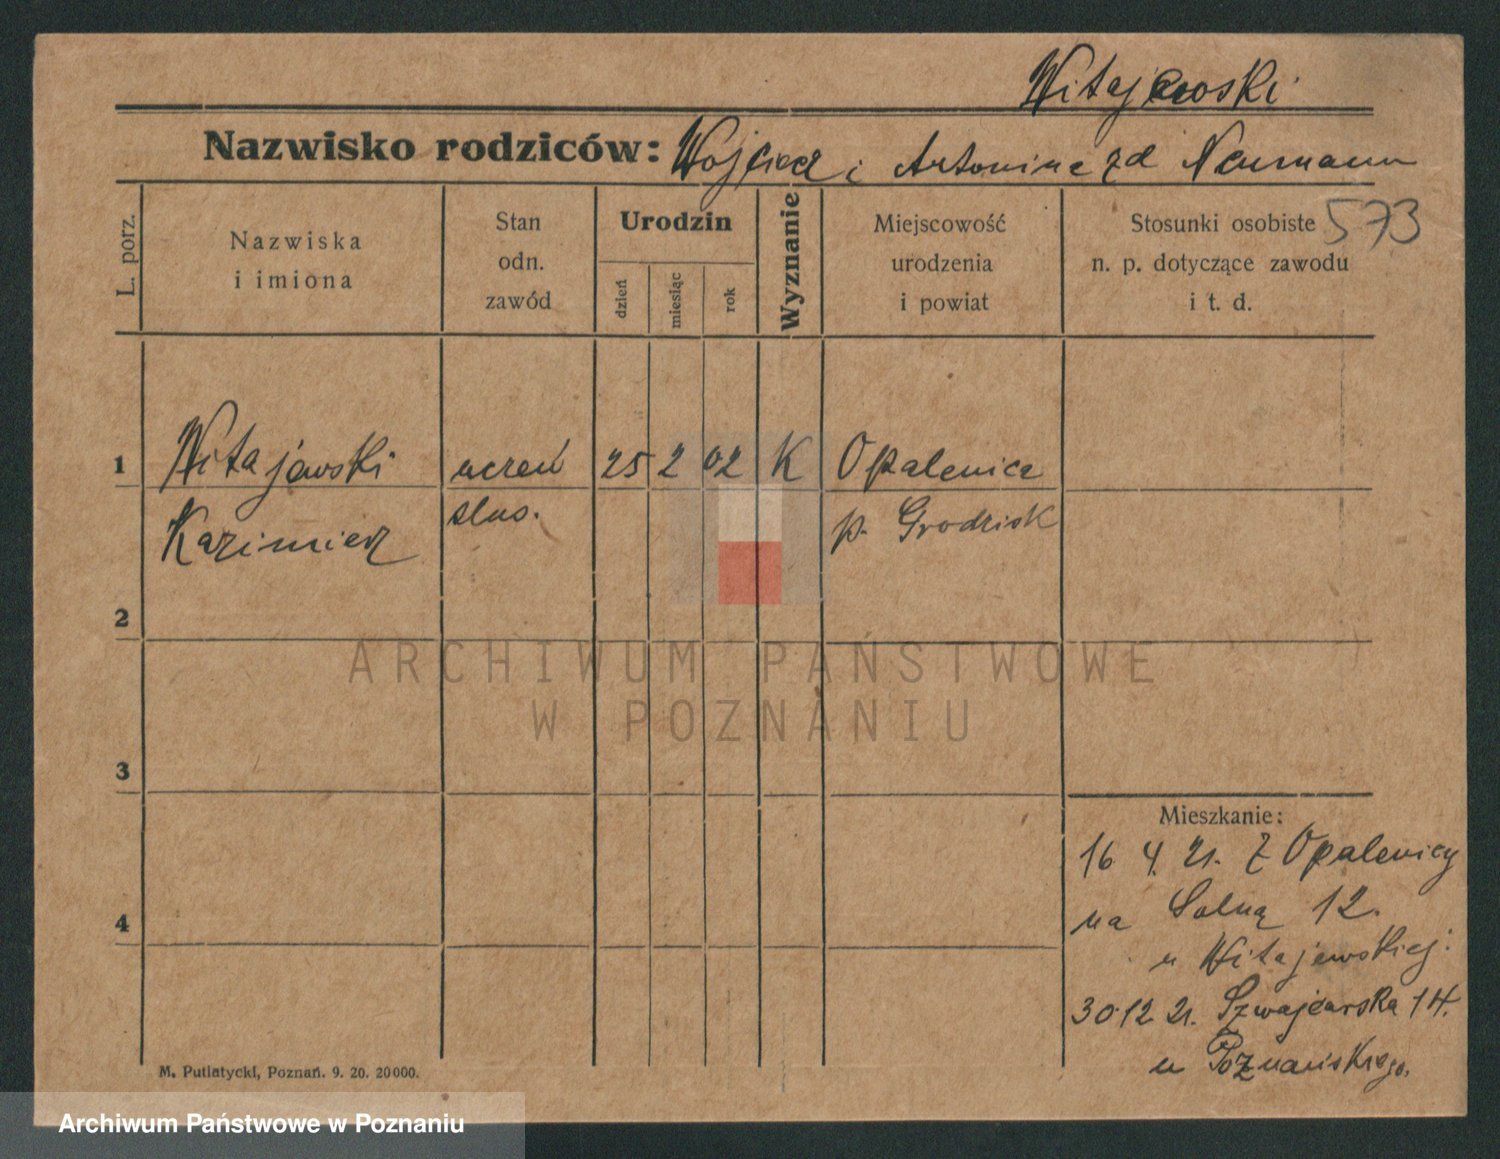 Witajewski
Nazwisko rodziców: Wojciech i Antonina zd Neumann
L. porz.
Nazwiska
i imiona
Stan
odn.
zawód
Urodzin
dzień
miesiąc
rok
Wyznanie
Miejscowość
urodzenia
i powiat
Stosunki osobiste
n. p. dotyczące zawodu
i t. d.
573
1 Witajewski uczeń 25 2 02 K Opalenica
Kazimierz ślus. p. Grodzisk
2
3
4
Mieszkanie:
16 4. 21. z Opalenicy
na Solną 12.
u Witajewskiej.
30.12 21. Szwajcarska 14.
u Poznańskiego.
M. Putiatycki, Poznań. 9. 20. 20000.
ARCHIWUM PAŃSTWOWE
W POZNANIU
Archiwum Państwowe w Poznaniu